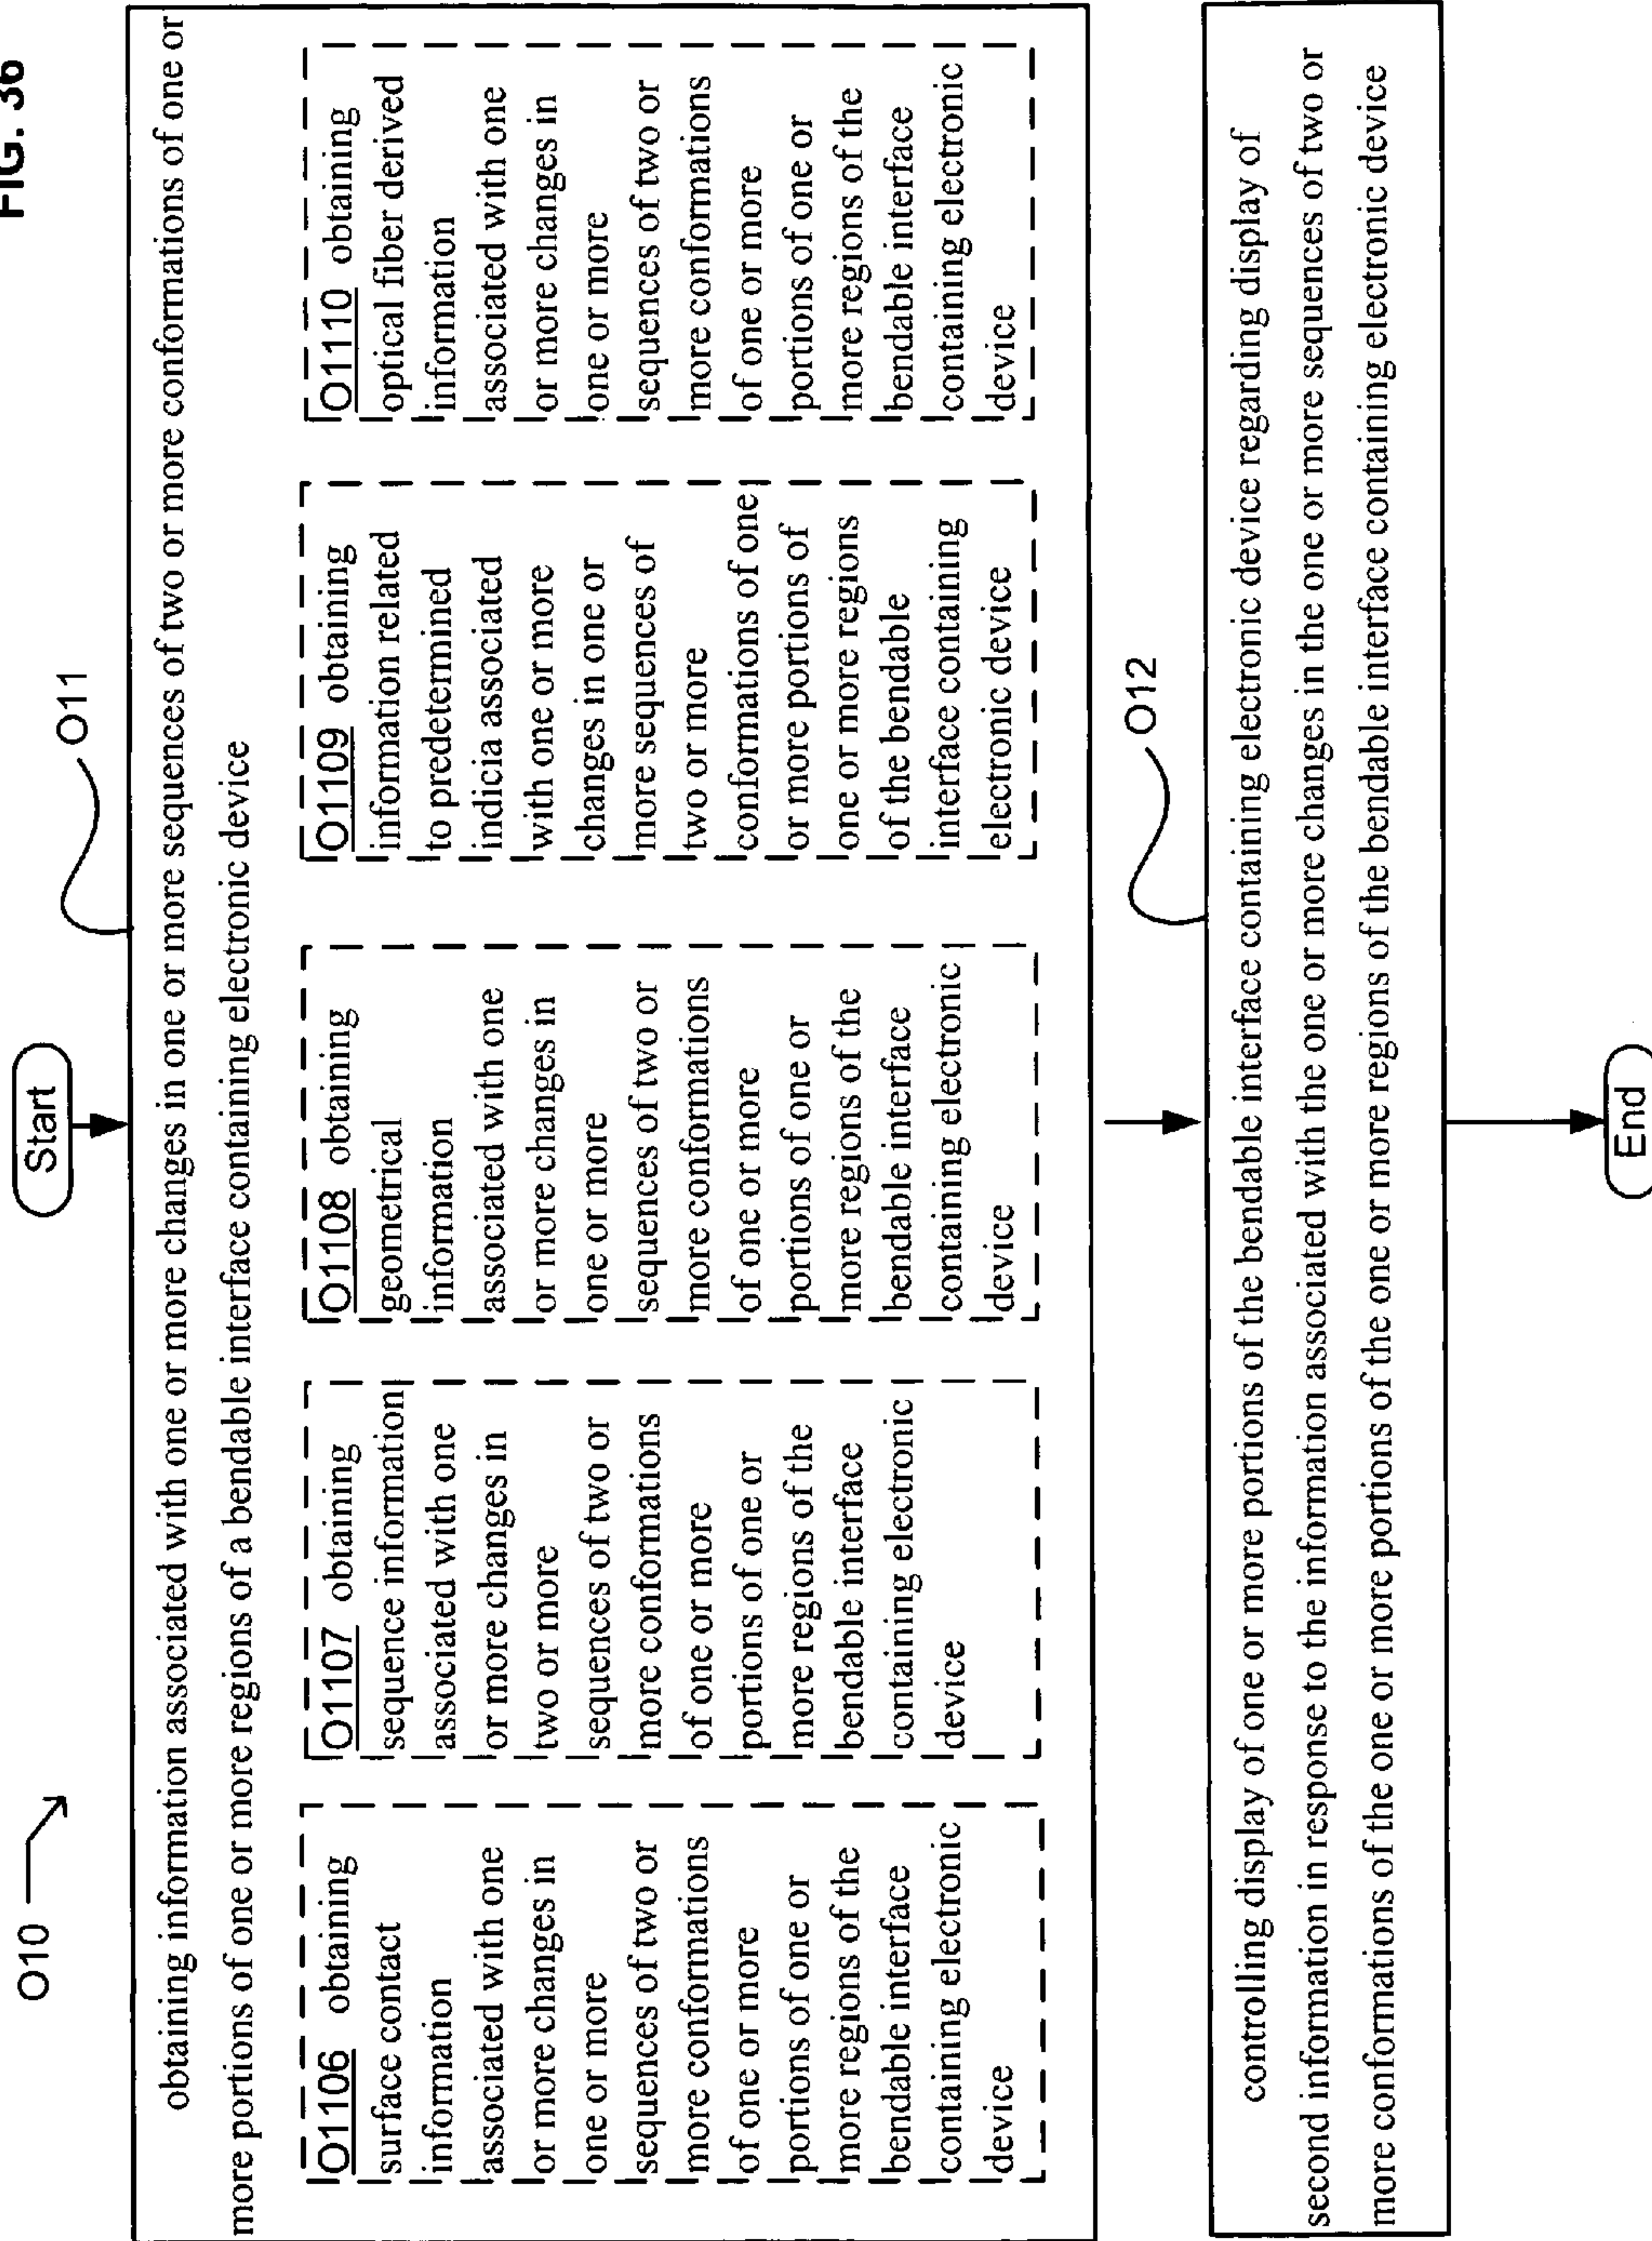 FIG. 36
O10
Start
O11
obtaining information associated with one or more changes in one or more sequences of two or more conformations of one or
more portions of one or more regions of a bendable interface containing electronic device
O1106 obtaining
surface contact
information
associated with one
or more changes in
one or more
sequences of two or
more conformations
of one or more
portions of one or
more regions of the
bendable interface
containing electronic
device
O1107 obtaining
sequence information
associated with one
or more changes in
two or more
sequences of two or
more conformations
of one or more
portions of one or
more regions of the
bendable interface
containing electronic
device
O1108 obtaining
geometrical
information
associated with one
or more changes in
one or more
sequences of two or
more conformations
of one or more
portions of one or
more regions of the
bendable interface
containing electronic
device
O1109 obtaining
information related
to predetermined
indicia associated
with one or more
changes in one or
more sequences of
two or more
conformations of one
or more portions of
one or more regions
of the bendable
interface containing
electronic device
O1110 obtaining
optical fiber derived
information
associated with one
or more changes in
one or more
sequences of two or
more conformations
of one or more
portions of one or
more regions of the
bendable interface
containing electronic
device
O12
controlling display of one or more portions of the bendable interface containing electronic device regarding display of
second information in response to the information associated with the one or more changes in the one or more sequences of two or
more conformations of the one or more portions of the one or more regions of the bendable interface containing electronic device
End